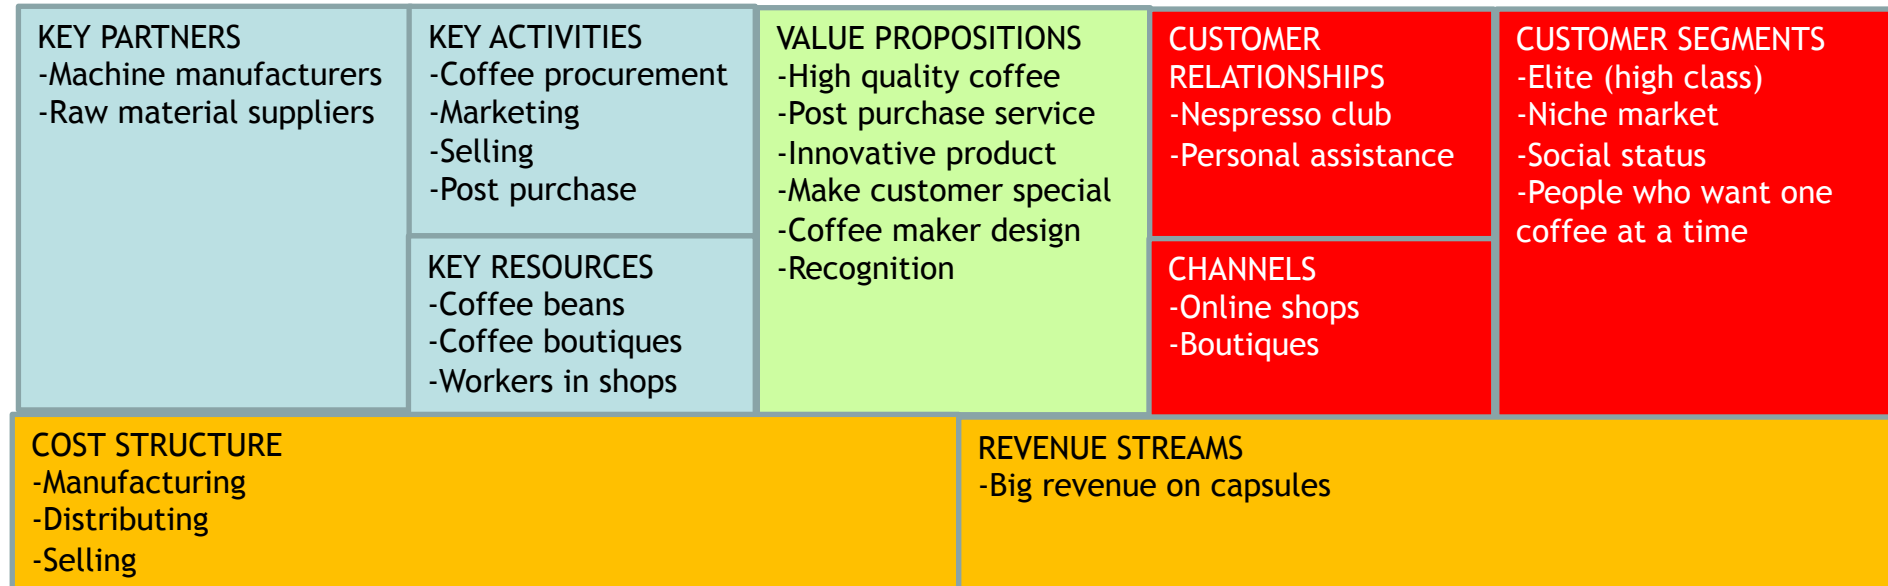 KEY PARTNERS
-Machine manufacturers
-Raw material suppliers
KEY ACTIVITIES
-Coffee procurement
-Marketing
-Selling
-Post purchase
KEY RESOURCES
-Coffee beans
-Coffee boutiques
-Workers in shops
VALUE PROPOSITIONS
-High quality coffee
-Post purchase service
-Innovative product
-Make customer special
-Coffee maker design
-Recognition
CUSTOMER
RELATIONSHIPS
-Nespresso club
-Personal assistance
CHANNELS
-Online shops
-Boutiques
CUSTOMER SEGMENTS
-Elite (high class)
-Niche market
-Social status
-People who want one
coffee at a time
COST STRUCTURE
-Manufacturing
-Distributing
-Selling
REVENUE STREAMS
-Big revenue on capsules